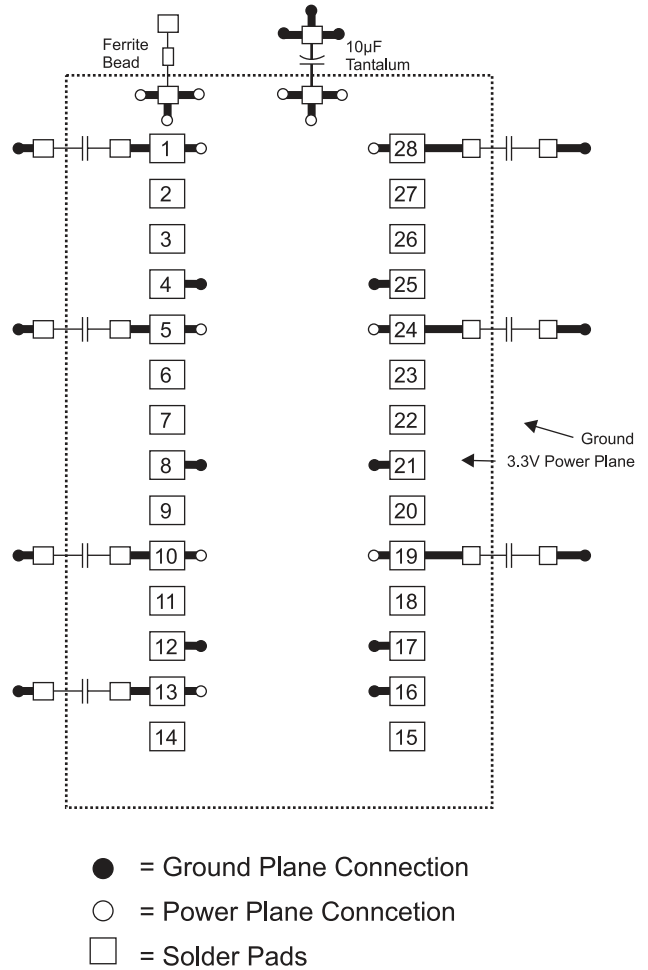 Ferrite
Bead
10µF
Tantalum
1 28
2 27
3 26
4 25
5 24
6 23
7 22
Ground
8 21 3.3V Power Plane
9 20
10 19
11 18
12 17
13 16
14 15
= Ground Plane Connection
= Power Plane Conncetion
= Solder Pads